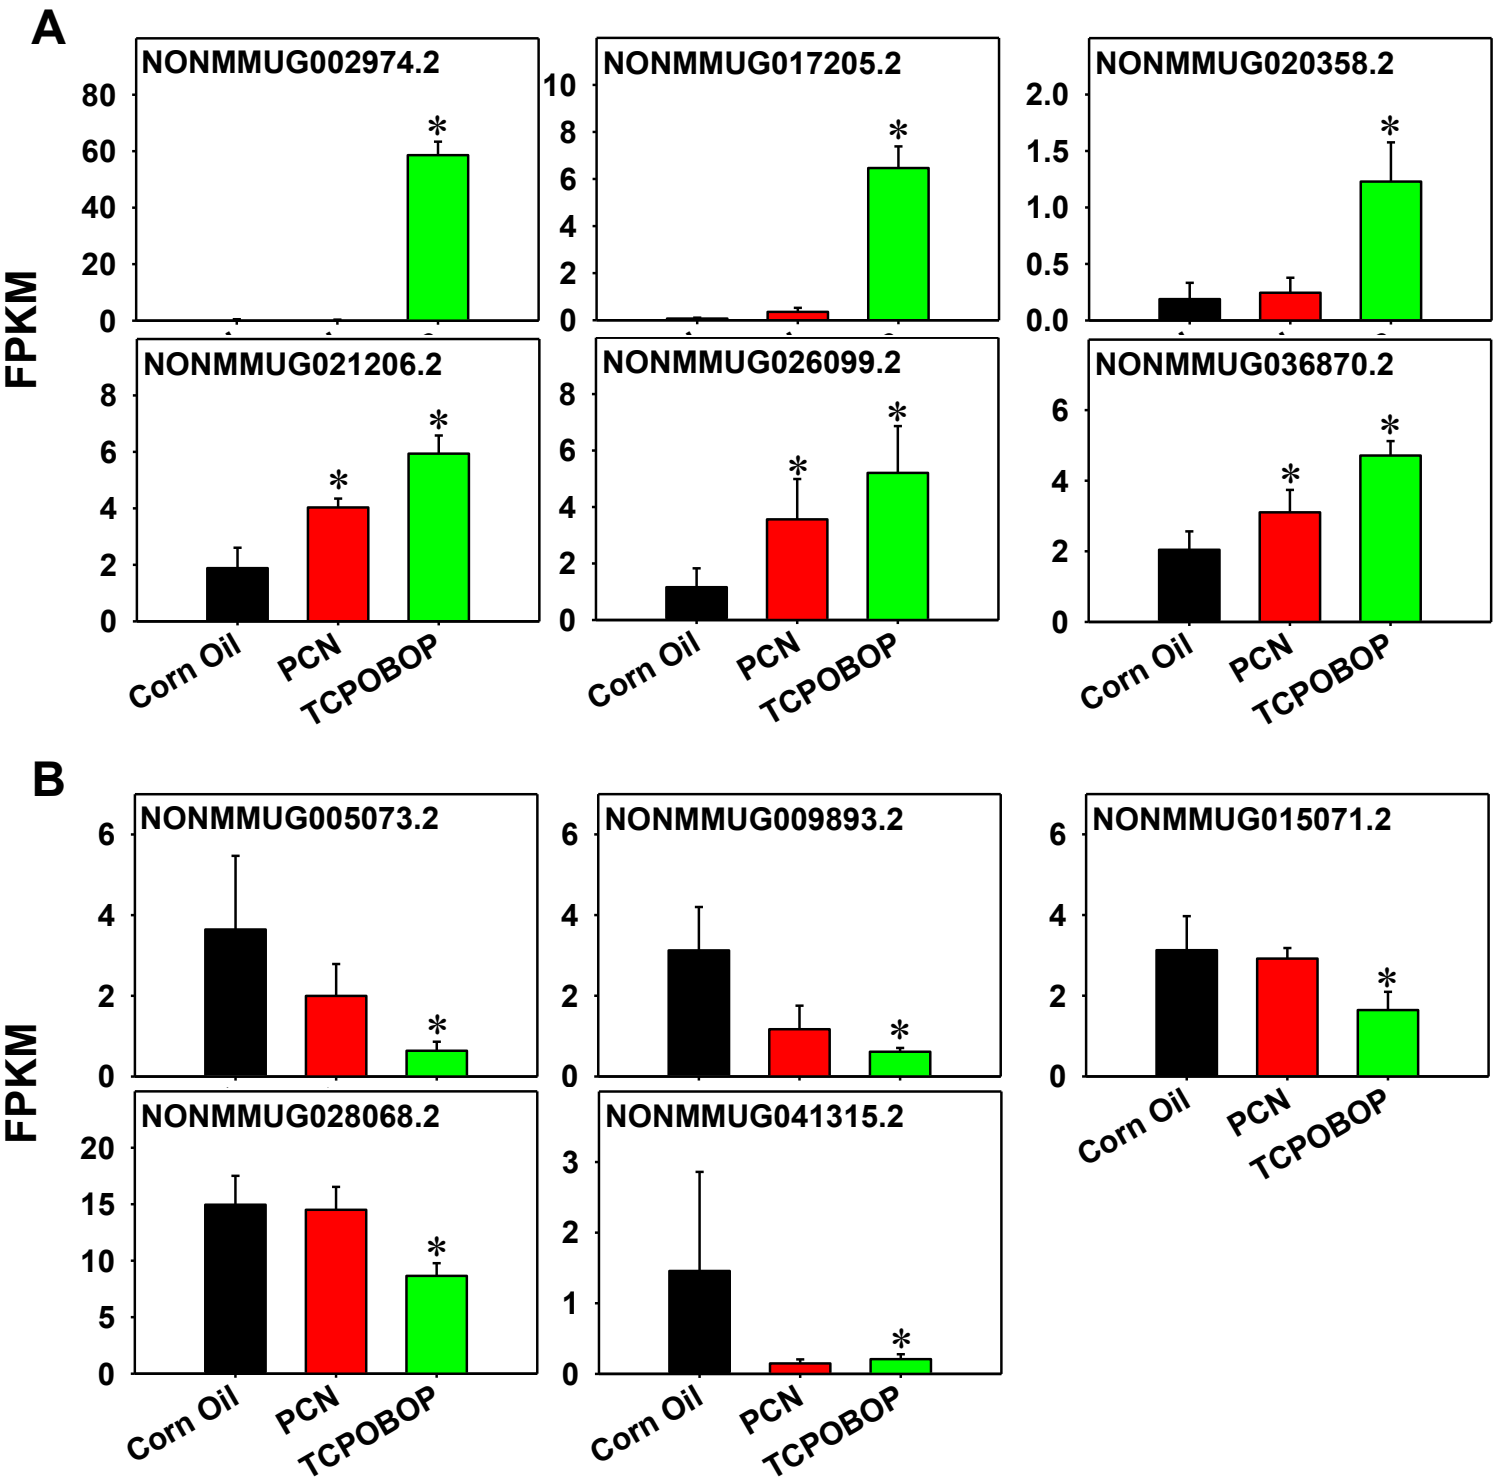 A
FPKM
NONMMUG002974.2
80
60
40
20
0
*
NONMMUG017205.2
10
8
6
4
2
0
*
NONMMUG020358.2
2.0
1.5
1.0
0.5
0.0
*
NONMMUG021206.2
8
6
4
2
0
* *
Corn Oil PCN TCPOBOP
NONMMUG026099.2
8
6
4
2
0
* *
Corn Oil PCN TCPOBOP
NONMMUG036870.2
6
4
2
0
* *
Corn Oil PCN TCPOBOP
B
FPKM
NONMMUG005073.2
6
4
2
0
*
NONMMUG009893.2
6
4
2
0
*
NONMMUG015071.2
6
4
2
0
*
Corn Oil PCN TCPOBOP
NONMMUG028068.2
20
15
10
5
0
*
Corn Oil PCN TCPOBOP
NONMMUG041315.2
3
2
1
0
*
Corn Oil PCN TCPOBOP